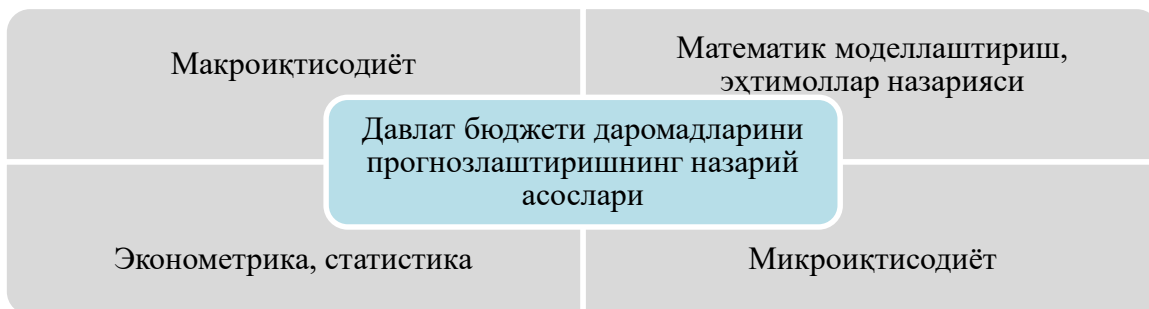 Макроиқтисодиёт
Математик моделлаштириш,
эҳтимоллар назарияси
Давлат бюджети даромадларини
прогнозлаштиришнинг назарий
асослари
Эконометрика, статистика
Микроиқтисодиёт